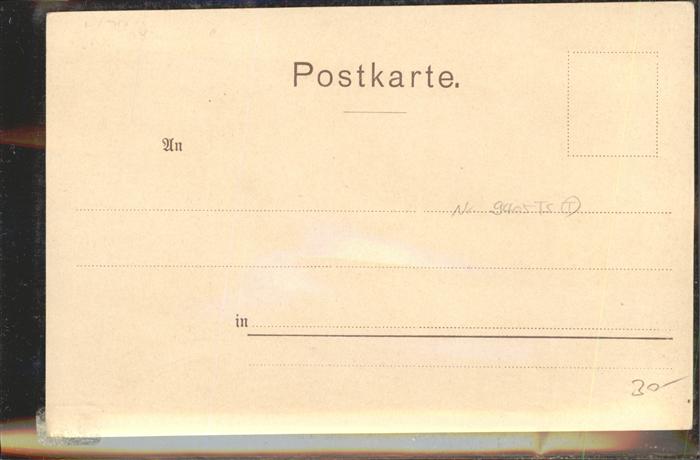 Postkarte.
An
in
30-